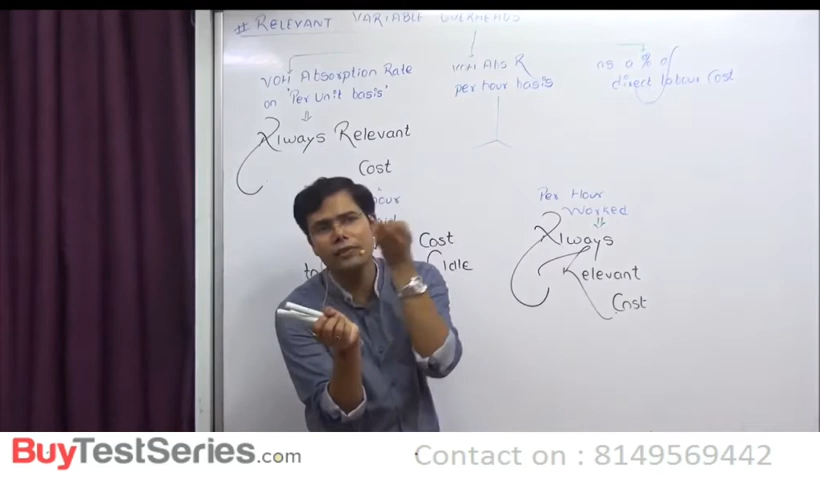 # RELEVANT VARIABLE OVERHEADS
VOH Absorption Rate
on 'Per Unit basis'
Always Relevant
Cost
VOH Abs R
per hour basis
as a % of
direct labour Cost
Cost
Idle
to
Per Hour
Worked
Always
Relevant
Cost
BuyTestSeries.com
Contact on : 8149569442